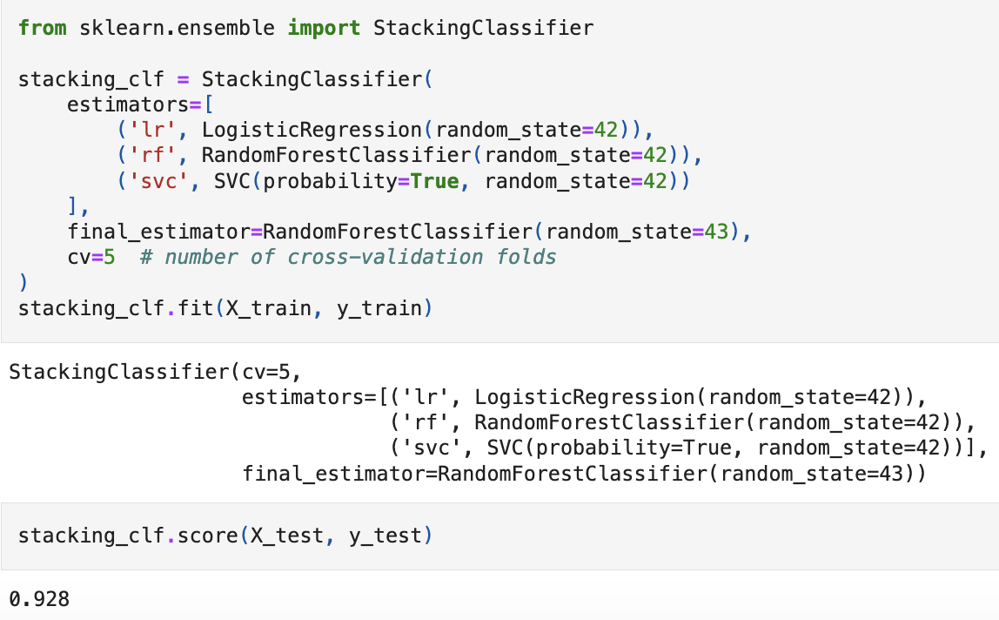 from sklearn.ensemble import StackingClassifier
stacking_clf = StackingClassifier(
    estimators=[
        ('lr', LogisticRegression(random_state=42)),
        ('rf', RandomForestClassifier(random_state=42)),
        ('svc', SVC(probability=True, random_state=42))
    ],
    final_estimator=RandomForestClassifier(random_state=43),
    cv=5  # number of cross-validation folds
)
stacking_clf.fit(X_train, y_train)
StackingClassifier(cv=5,
                   estimators=[('lr', LogisticRegression(random_state=42)),
                               ('rf', RandomForestClassifier(random_state=42)),
                               ('svc', SVC(probability=True, random_state=42))],
                   final_estimator=RandomForestClassifier(random_state=43))
stacking_clf.score(X_test, y_test)
0.928